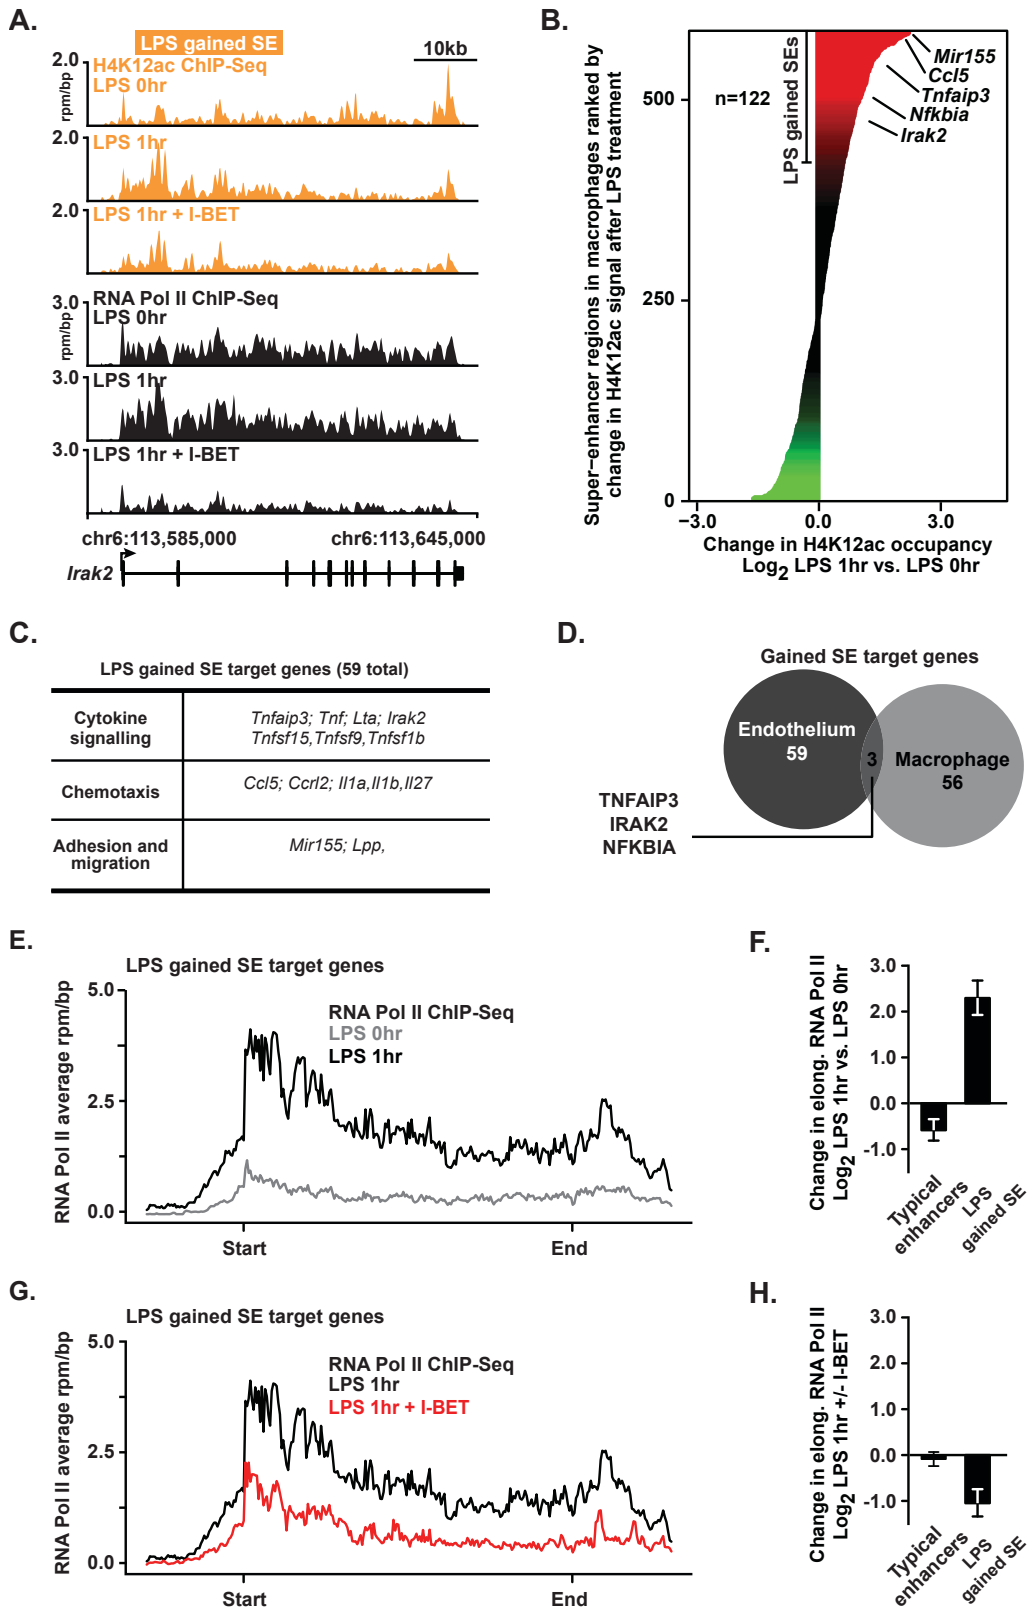 A.
LPS gained SE
10kb
2.0
rpm/bp
H4K12ac ChIP-Seq
LPS 0hr
2.0
LPS 1hr
2.0
LPS 1hr + I-BET
3.0
rpm/bp
RNA Pol II ChIP-Seq
LPS 0hr
3.0
LPS 1hr
3.0
LPS 1hr + I-BET
chr6:113,585,000
chr6:113,645,000
Irak2
B.
Super-enhancer regions in macrophages ranked by
change in H4K12ac signal after LPS treatment
500
250
0
LPS gained SEs
n=122
Mir155
Ccl5
Tnfaip3
Nfkbia
Irak2
−3.0
0.0
3.0
Change in H4K12ac occupancy
Log2 LPS 1hr vs. LPS 0hr
C.
LPS gained SE target genes (59 total)
Cytokine
signalling
Tnfaip3; Tnf; Lta; Irak2
Tnfsf15,Tnfsf9,Tnfsf1b
Chemotaxis
Ccl5; Ccrl2; Il1a,Il1b,Il27
Adhesion and
migration
Mir155; Lpp,
D.
Gained SE target genes
Endothelium
59
3
Macrophage
56
TNFAIP3
IRAK2
NFKBIA
E.
LPS gained SE target genes
RNA Pol II average rpm/bp
5.0
2.5
0.0
RNA Pol II ChIP-Seq
LPS 0hr
LPS 1hr
Start
End
F.
Change in elong. RNA Pol II
Log2 LPS 1hr vs. LPS 0hr
3.0
2.0
1.0
0.0
-1.0
Typical
enhancers
LPS
gained SE
G.
LPS gained SE target genes
RNA Pol II average rpm/bp
5.0
2.5
0.0
RNA Pol II ChIP-Seq
LPS 1hr
LPS 1hr + I-BET
Start
End
H.
Change in elong. RNA Pol II
Log2 LPS 1hr +/- I-BET
3.0
2.0
1.0
0.0
-1.0
Typical
enhancers
LPS
gained SE